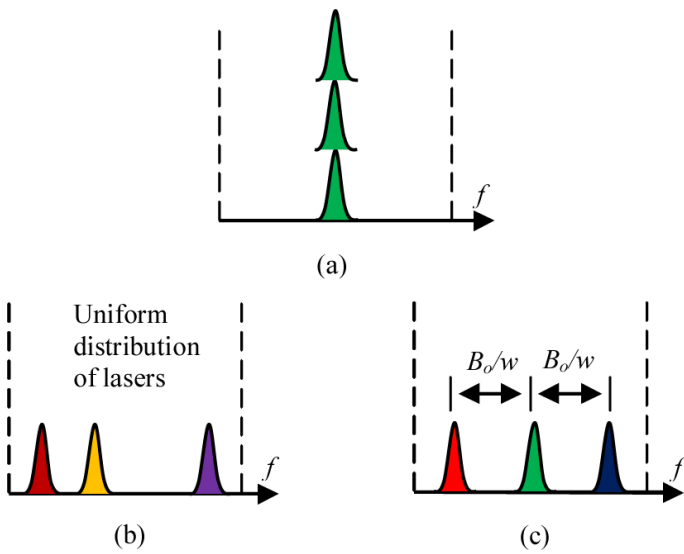 f
(a)
Uniform
distribution
of lasers
f
(b)
Bₒ/w Bₒ/w
f
(c)